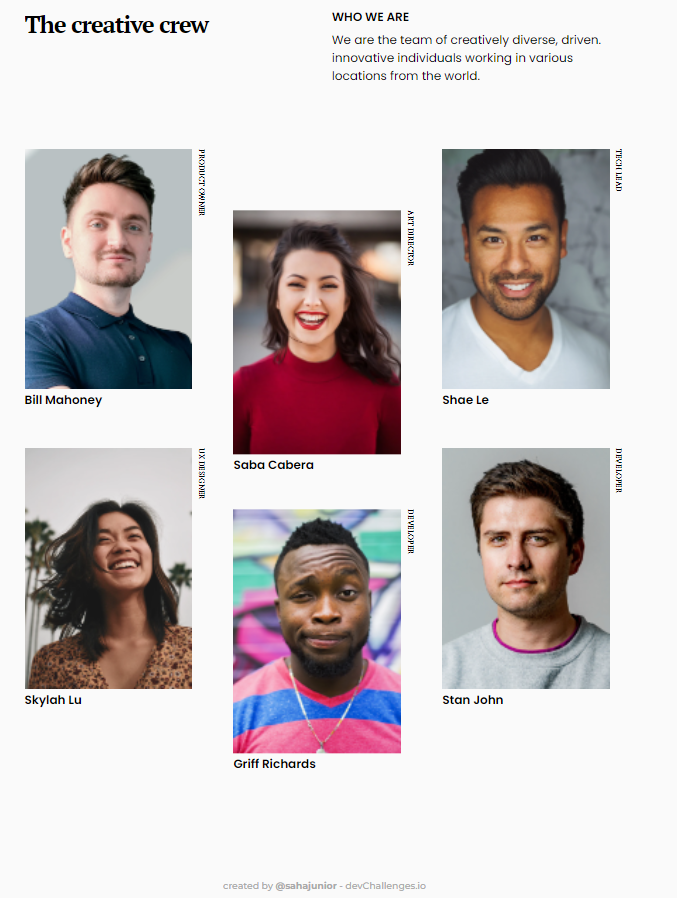 The creative crew
WHO WE ARE
We are the team of creatively diverse, driven.
innovative individuals working in various
locations from the world.
PRODUCT OWNER
Bill Mahoney
ART DIRECTOR
Saba Cabera
TECH LEAD
Shae Le
UX DESIGNER
Skylah Lu
DEVELOPER
Griff Richards
DEVELOPER
Stan John
created by @sahajunior - devChallenges.io